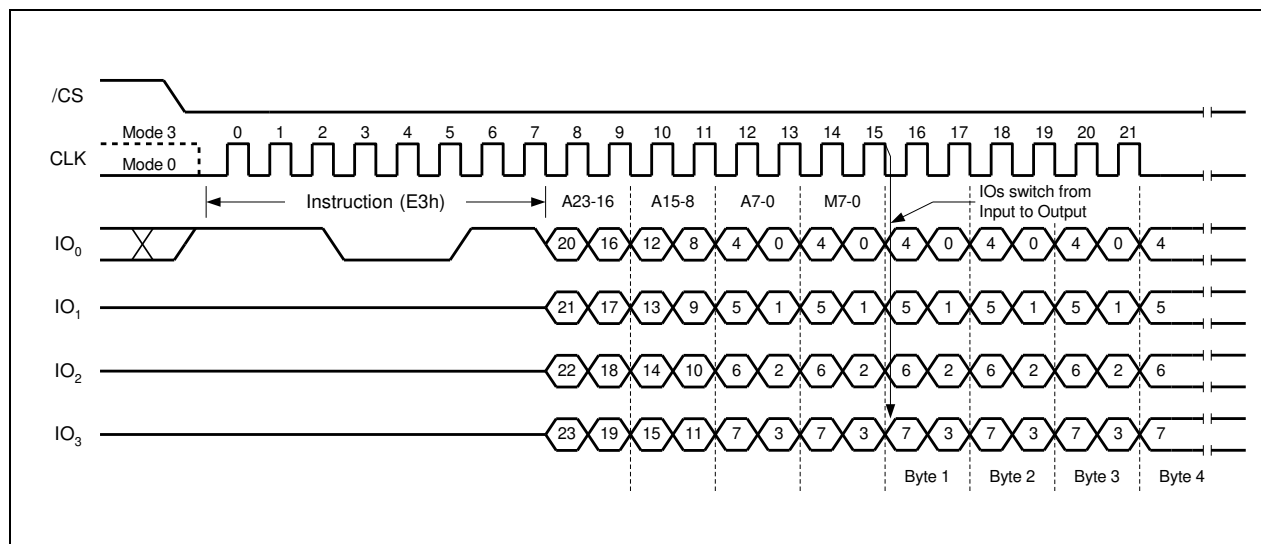 /CS
Mode 3 0 1 2 3 4 5 6 7 8 9 10 11 12 13 14 15 16 17 18 19 20 21
CLK
Mode 0
Instruction (E3h) A23-16 A15-8 A7-0 M7-0 IOs switch from
Input to Output
IO0 20 16 12 8 4 0 4 0 4 0 4 0 4 0 4
IO1 21 17 13 9 5 1 5 1 5 1 5 1 5 1 5
IO2 22 18 14 10 6 2 6 2 6 2 6 2 6 2 6
IO3 23 19 15 11 7 3 7 3 7 3 7 3 7 3 7
Byte 1 Byte 2 Byte 3 Byte 4